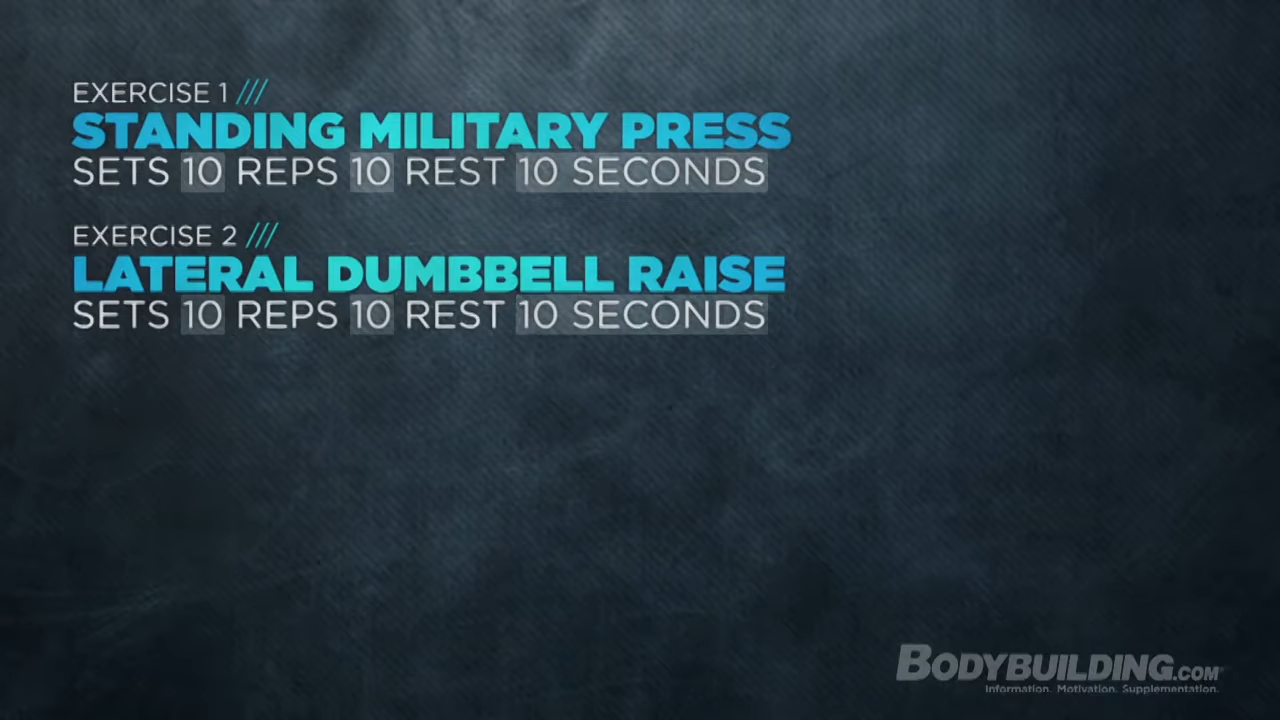 EXERCISE 1 ///
STANDING MILITARY PRESS
SETS 10 REPS 10 REST 10 SECONDS
EXERCISE 2 ///
LATERAL DUMBBELL RAISE
SETS 10 REPS 10 REST 10 SECONDS
BODYBUILDING.COM
Information. Motivation. Supplementation.